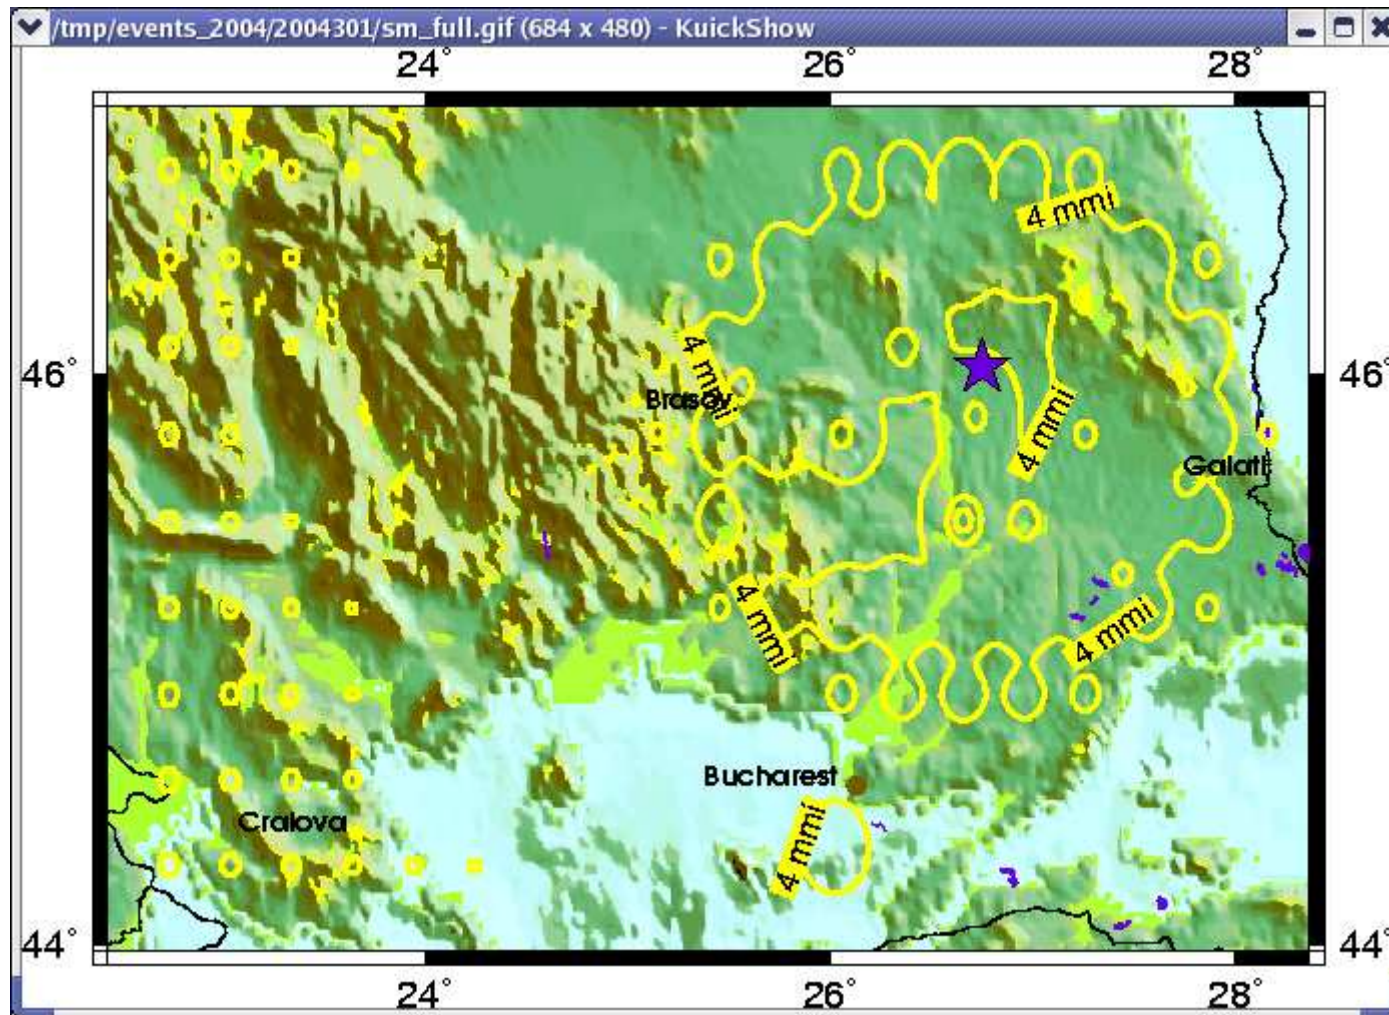 /tmp/events_2004/2004301/sm_full.gif (684 x 480) - KuickShow
24° 26° 28°
4 mmi
46° 46°
4 mmi
Brasov
4 mmi
Galati
4 mmi
4 mmi
Bucharest
Craiova
4 mmi
44° 44°
24° 26° 28°